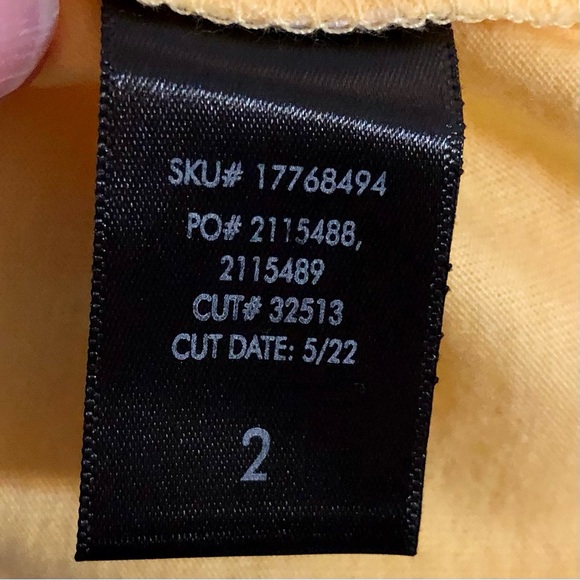 SKU# 17768494
PO# 2115488,
2115489
CUT# 32513
CUT DATE: 5/22
2